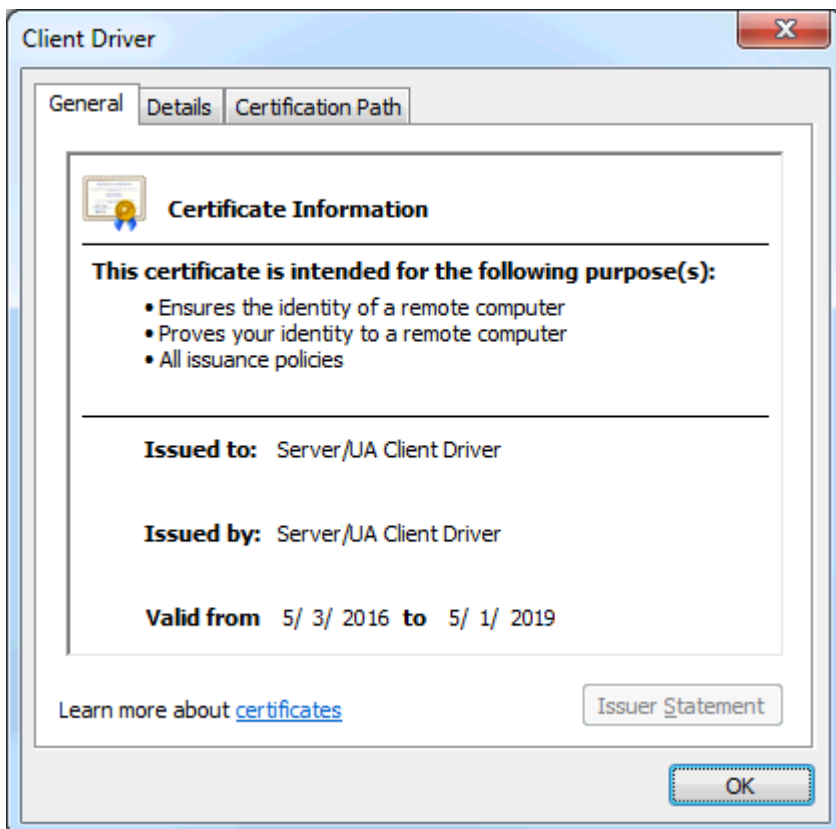 Client Driver
General Details Certification Path
Certificate Information
This certificate is intended for the following purpose(s):
• Ensures the identity of a remote computer
• Proves your identity to a remote computer
• All issuance policies
Issued to: Server/UA Client Driver
Issued by: Server/UA Client Driver
Valid from 5/ 3/ 2016 to 5/ 1/ 2019
Learn more about certificates
Issuer Statement
OK